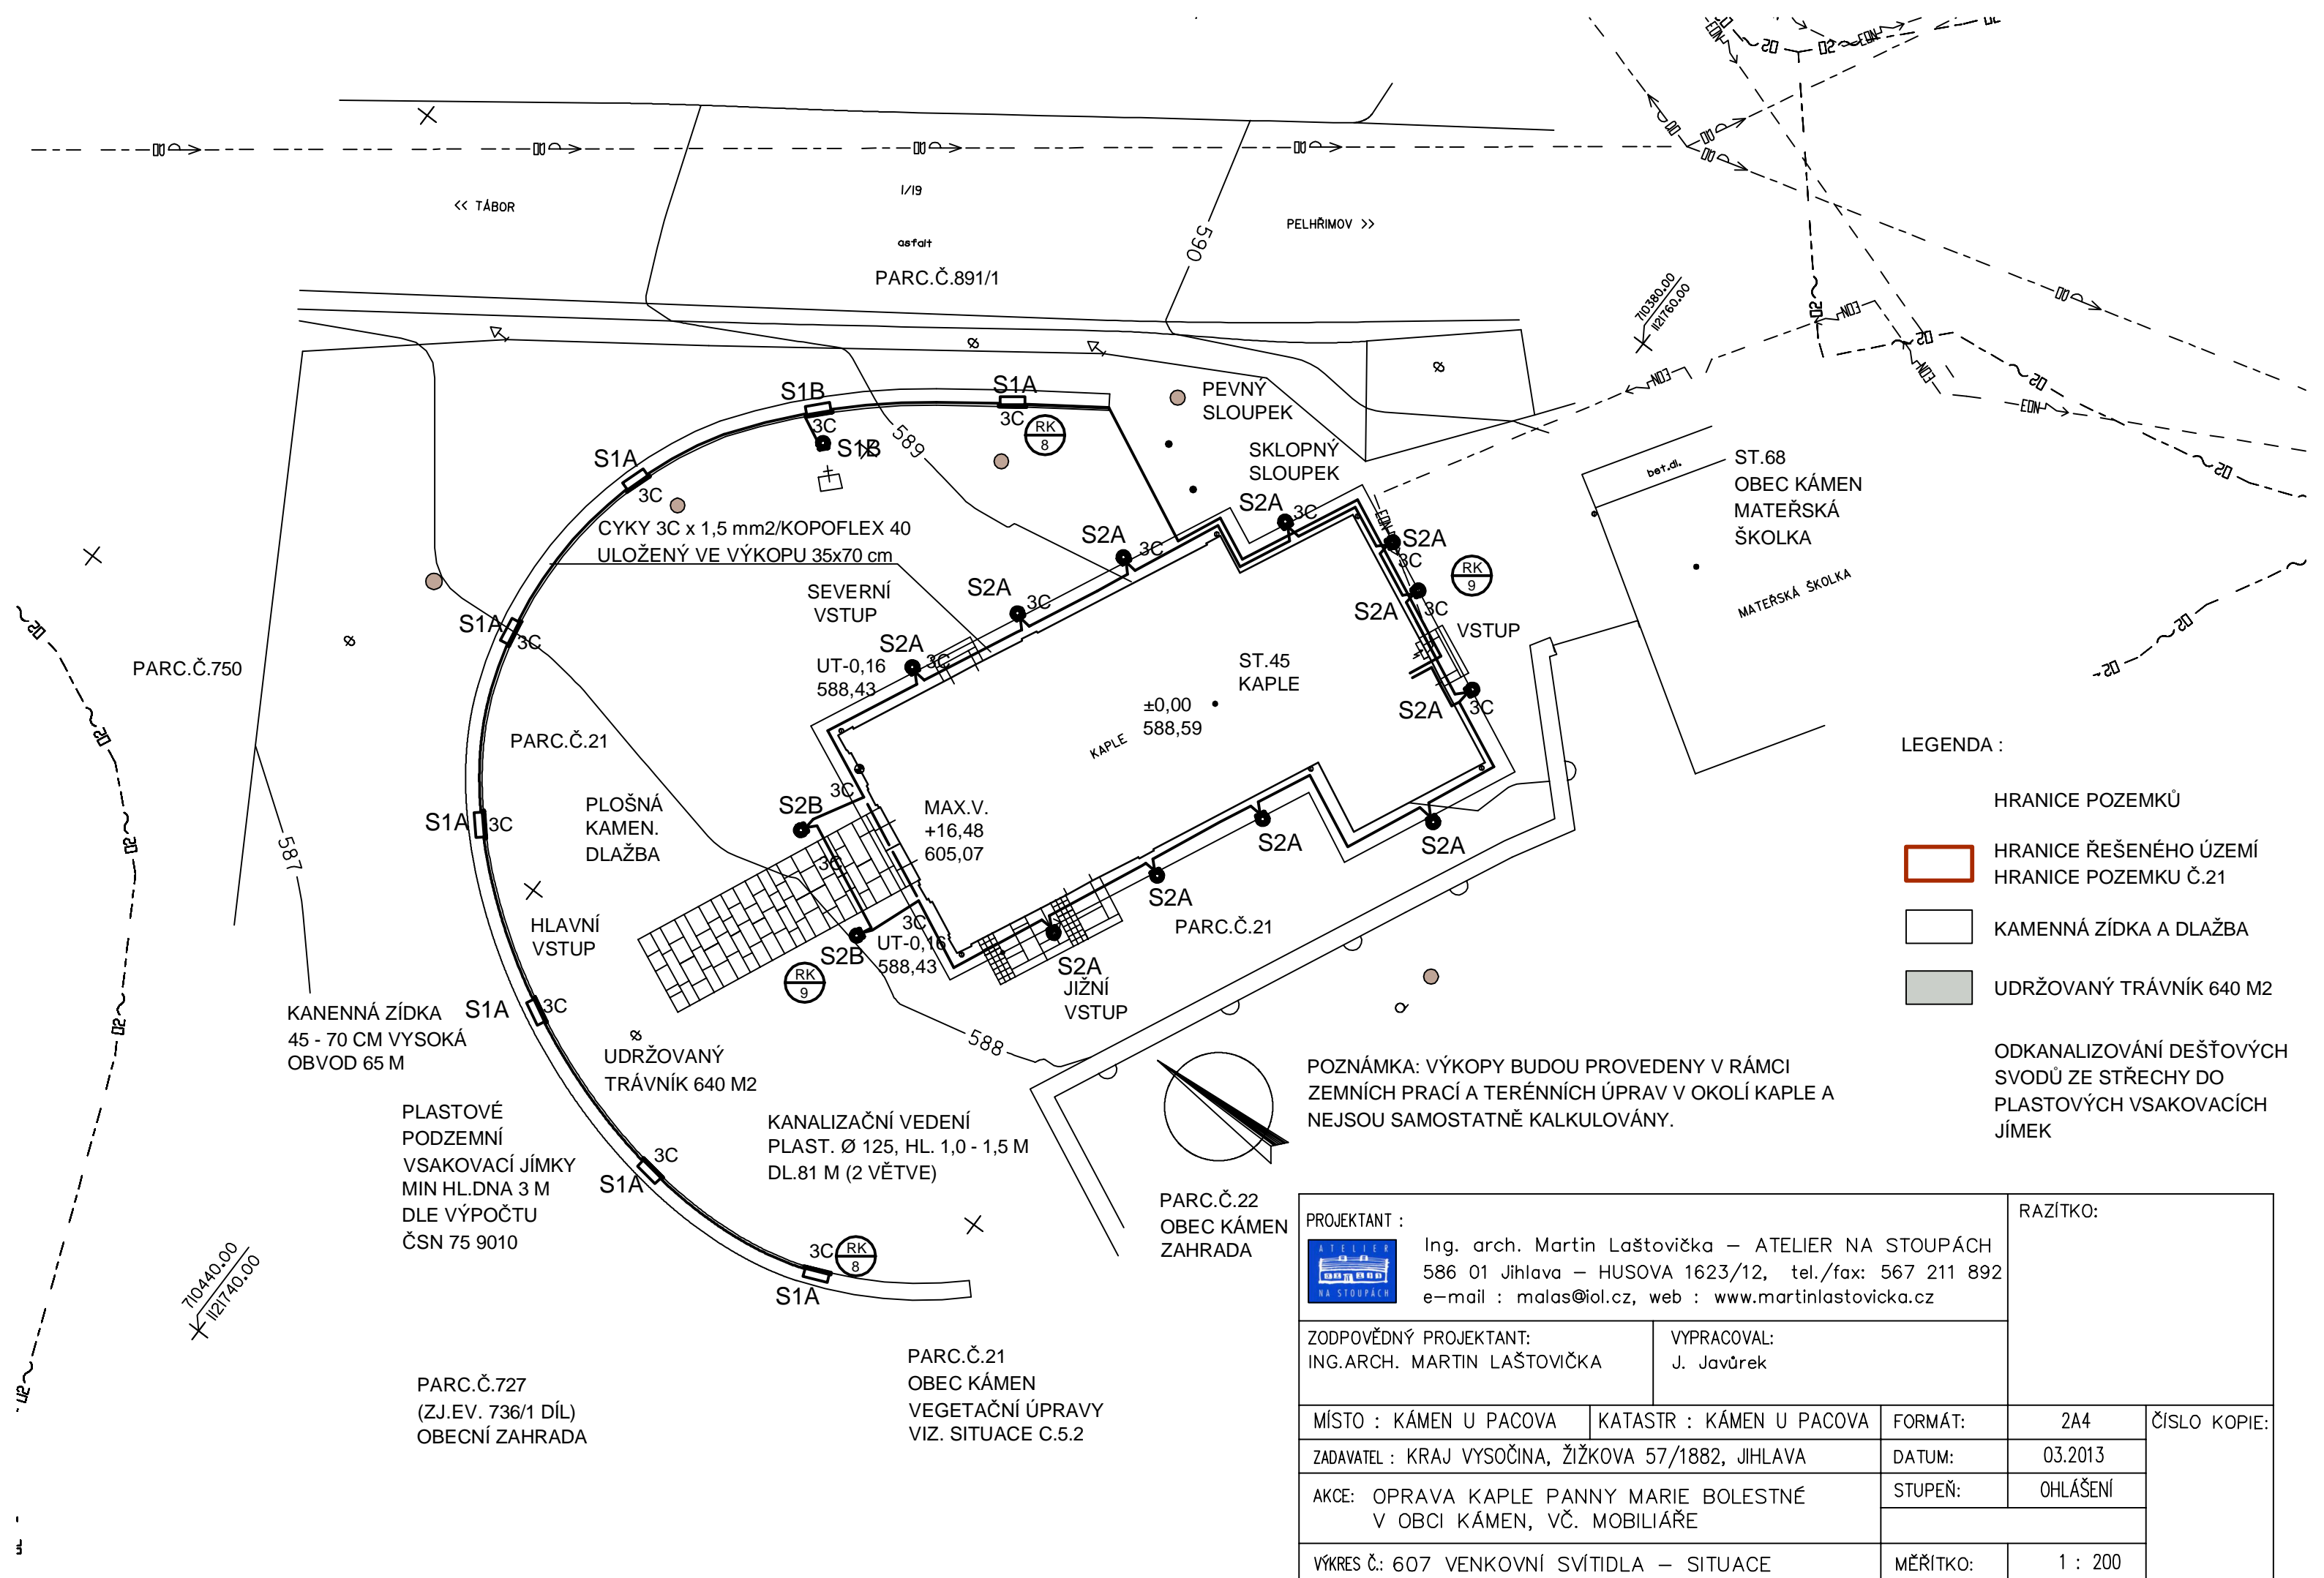 << TÁBOR
1/19
asfalt
PARC.Č.891/1
PELHŘIMOV >>
590
710380.00
1121760.00
S1B
3C
S1B
S1A
3C
RK
8
589
PEVNÝ
SLOUPEK
SKLOPNÝ
SLOUPEK
S1A
3C
CYKY 3C x 1,5 mm2/KOPOFLEX 40
ULOŽENÝ VE VÝKOPU 35x70 cm
S2A
3C
S2A
3C
S2A
3C
RK
9
bet.dl.
ST.68
OBEC KÁMEN
MATEŘSKÁ
ŠKOLKA
MATEŘSKÁ ŠKOLKA
SEVERNÍ
VSTUP
S2A
3C
S2A
3C
S2A
3C
VSTUP
S1A
3C
PARC.Č.750
UT-0,16
588,43
ST.45
KAPLE
±0,00
588,59
KAPLE
S2A
3C
PARC.Č.21
587
PLOŠNÁ
KAMEN.
DLAŽBA
S1A
3C
S2B
3C
3C
MAX.V.
+16,48
605,07
S2A
S2A
S2A
HLAVNÍ
VSTUP
3C
S2B
UT-0,16
588,43
RK
9
PARC.Č.21
S2A
JIŽNÍ
VSTUP
588
KANENNÁ ZÍDKA
45 - 70 CM VYSOKÁ
OBVOD 65 M
S1A
3C
UDRŽOVANÝ
TRÁVNÍK 640 M2
LEGENDA :
HRANICE POZEMKŮ
HRANICE ŘEŠENÉHO ÚZEMÍ
HRANICE POZEMKU Č.21
KAMENNÁ ZÍDKA A DLAŽBA
UDRŽOVANÝ TRÁVNÍK 640 M2
ODKANALIZOVÁNÍ DEŠŤOVÝCH
SVODŮ ZE STŘECHY DO
PLASTOVÝCH VSAKOVACÍCH
JÍMEK
POZNÁMKA: VÝKOPY BUDOU PROVEDENY V RÁMCI
ZEMNÍCH PRACÍ A TERÉNNÍCH ÚPRAV V OKOLÍ KAPLE A
NEJSOU SAMOSTATNĚ KALKULOVÁNY.
PLASTOVÉ
PODZEMNÍ
VSAKOVACÍ JÍMKY
MIN HL.DNA 3 M
DLE VÝPOČTU
ČSN 75 9010
KANALIZAČNÍ VEDENÍ
PLAST. Ø 125, HL. 1,0 - 1,5 M
DL.81 M (2 VĚTVE)
S1A
3C
S1A
3C
RK
8
PARC.Č.22
OBEC KÁMEN
ZAHRADA
710440.00
1121740.00
PARC.Č.727
(ZJ.EV. 736/1 DÍL)
OBECNÍ ZAHRADA
PARC.Č.21
OBEC KÁMEN
VEGETAČNÍ ÚPRAVY
VIZ. SITUACE C.5.2
PROJEKTANT :
ATELIER
NA STOUPÁCH
Ing. arch. Martin Laštovička – ATELIER NA STOUPÁCH
586 01 Jihlava – HUSOVA 1623/12, tel./fax: 567 211 892
e–mail : malas@iol.cz, web : www.martinlastovicka.cz
RAZÍTKO:
ZODPOVĚDNÝ PROJEKTANT:
ING.ARCH. MARTIN LAŠTOVIČKA
VYPRACOVAL:
J. Javůrek
MÍSTO : KÁMEN U PACOVA
KATASTR : KÁMEN U PACOVA
FORMÁT:
2A4
ČÍSLO KOPIE:
ZADAVATEL : KRAJ VYSOČINA, ŽIŽKOVA 57/1882, JIHLAVA
DATUM:
03.2013
AKCE: OPRAVA KAPLE PANNY MARIE BOLESTNÉ
V OBCI KÁMEN, VČ. MOBILIÁŘE
STUPEŇ:
OHLÁŠENÍ
VÝKRES Č.: 607 VENKOVNÍ SVÍTIDLA – SITUACE
MĚŘÍTKO:
1 : 200